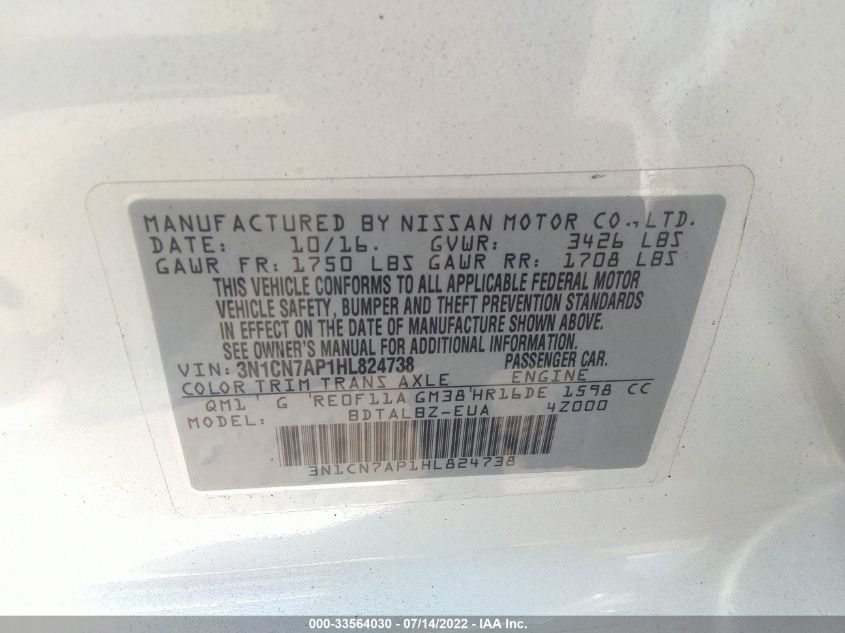 MANUFACTURED BY NISSAN MOTOR CO., LTD.
DATE: 10/16. GVWR: 3426 LBS
GAWR FR: 1750 LBS GAWR RR: 1708 LBS
THIS VEHICLE CONFORMS TO ALL APPLICABLE FEDERAL MOTOR
VEHICLE SAFETY, BUMPER AND THEFT PREVENTION STANDARDS
IN EFFECT ON THE DATE OF MANUFACTURE SHOWN ABOVE.
SEE OWNER'S MANUAL FOR ADDITIONAL INFORMATION.
VIN: 3N1CN7AP1HL824738 PASSENGER CAR.
COLOR TRIM TRANS AXLE ENGINE
QM1 ' G ' RE0F11A GM38'HR16DE 1598 CC
MODEL: BDTALBZ-EUA 4Z000
3N1CN7AP1HL824738
000-33564030 - 07/14/2022 - IAA Inc.